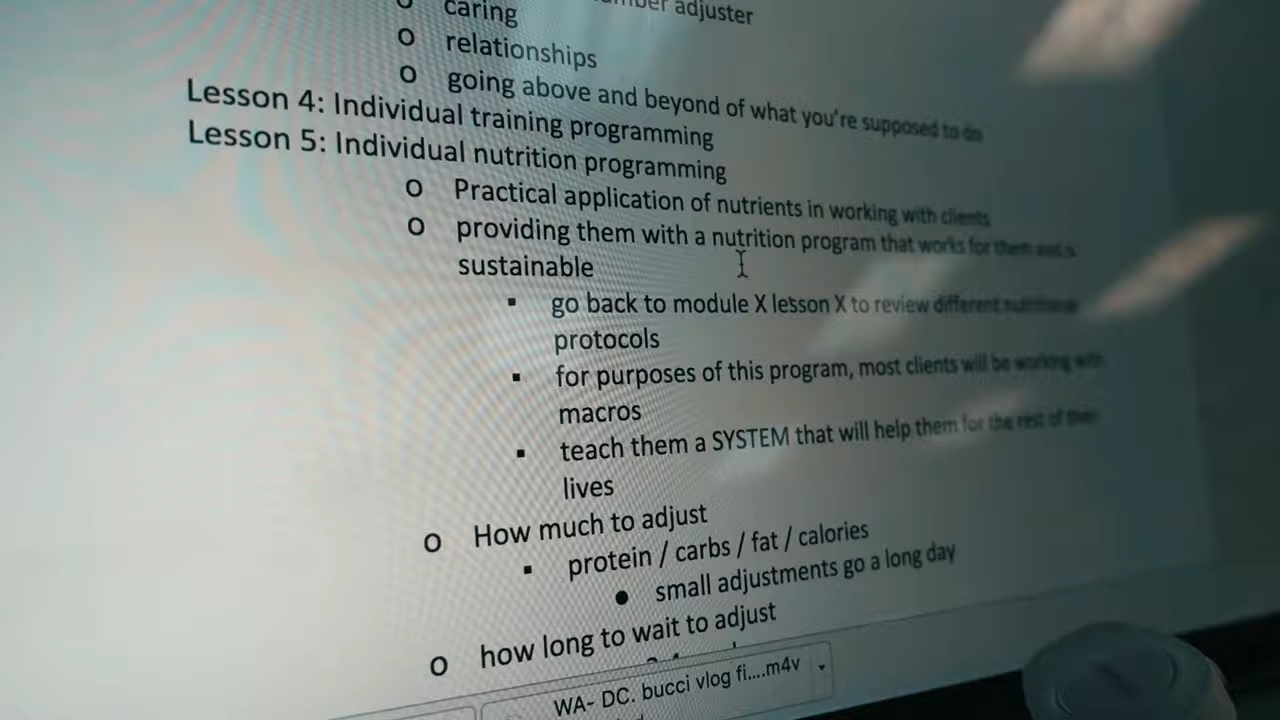 adjuster
o caring
o relationships
o going above and beyond of what you're supposed to do
Lesson 4: Individual training programming
Lesson 5: Individual nutrition programming
o Practical application of nutrients in working with clients
o providing them with a nutrition program that works for them
sustainable
▪ go back to module X lesson X to review different
protocols
▪ for purposes of this program, most clients will be working with
macros
▪ teach them a SYSTEM that will help them for the rest of their
lives
o How much to adjust
▪ protein / carbs / fat / calories
● small adjustments go a long day
o how long to wait to adjust
WA- DC. bucci vlog fi....m4v